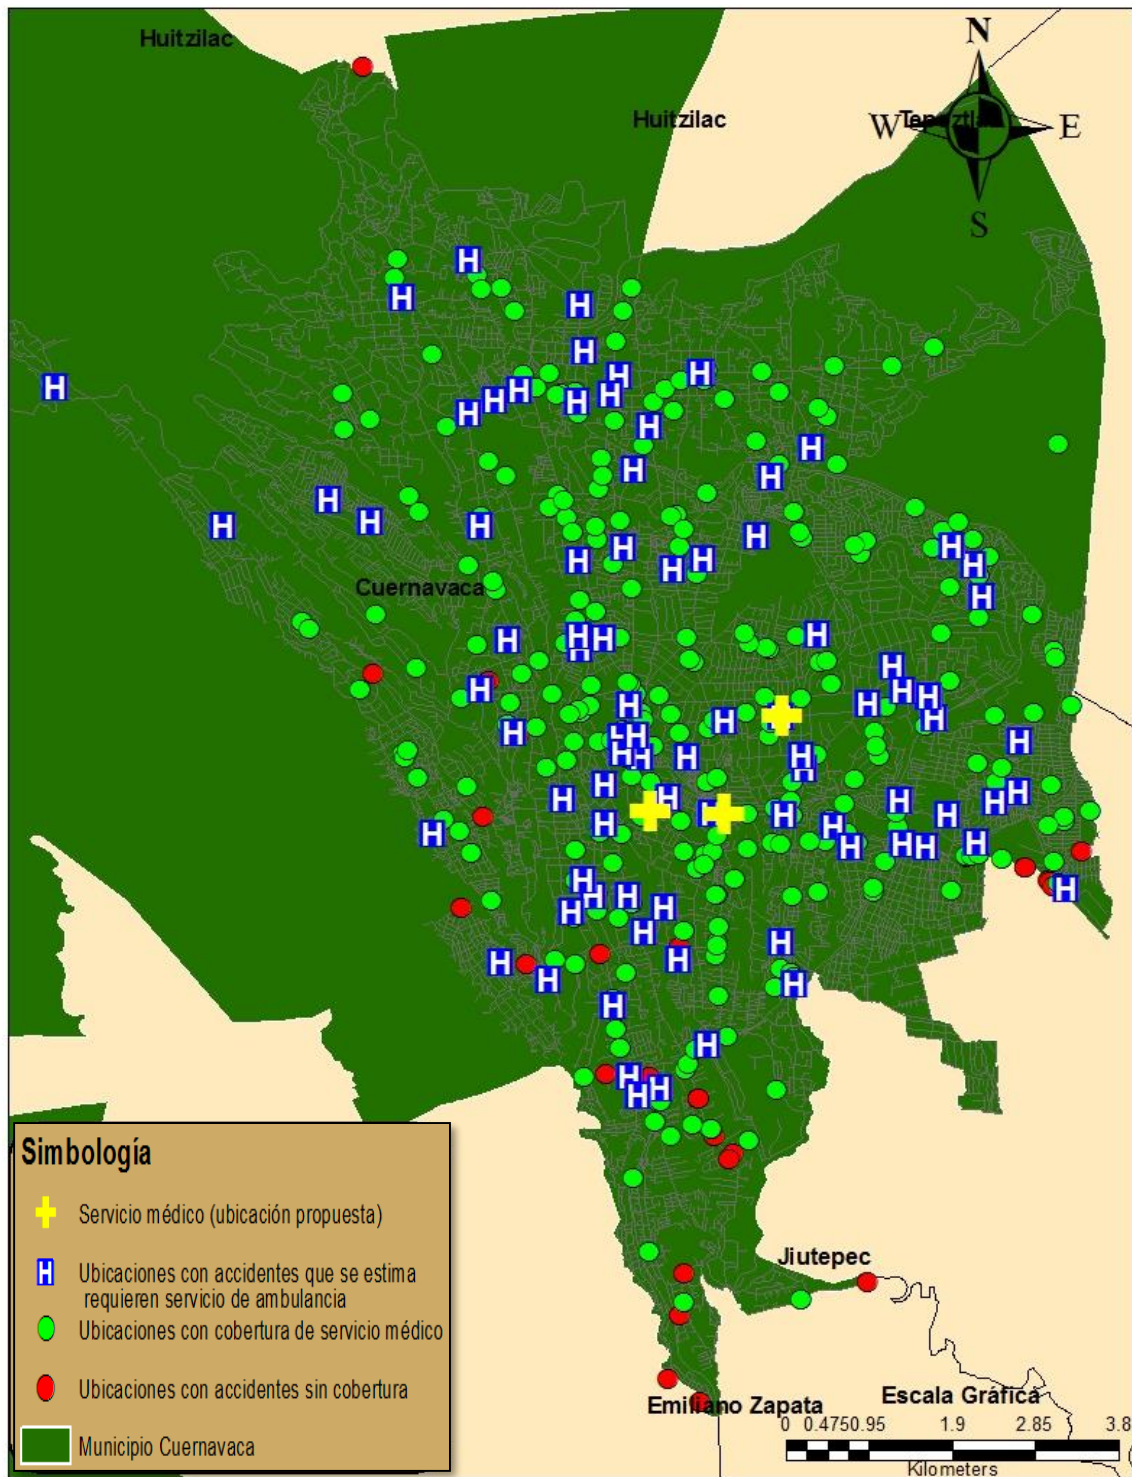 Huitzilac
N
Huitzilac
W
E
S
Cuernavaca
Simbología
Servicio médico (ubicación propuesta)
H Ubicaciones con accidentes que se estima
requieren servicio de ambulancia
Ubicaciones con cobertura de servicio médico
Ubicaciones con accidentes sin cobertura
Municipio Cuernavaca
Jiutepec
Emiliano Zapata
Escala Gráfica
0 0.475 0.95 1.9 2.85 3.8
Kilometers